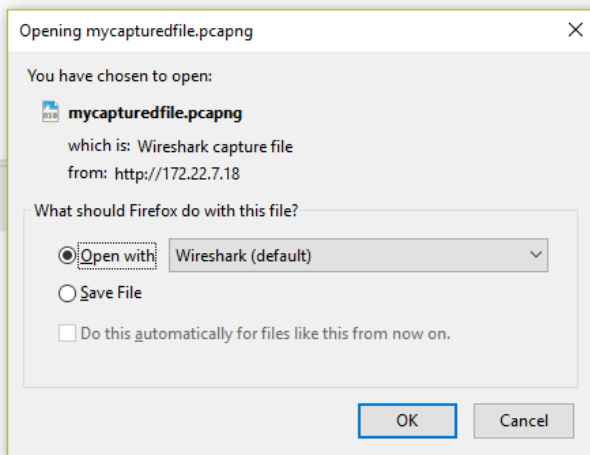 Opening mycapturedfile.pcapng
You have chosen to open:
mycapturedfile.pcapng
which is: Wireshark capture file
from: http://172.22.7.18
What should Firefox do with this file?
Open with Wireshark (default)
Save File
Do this automatically for files like this from now on.
OK Cancel